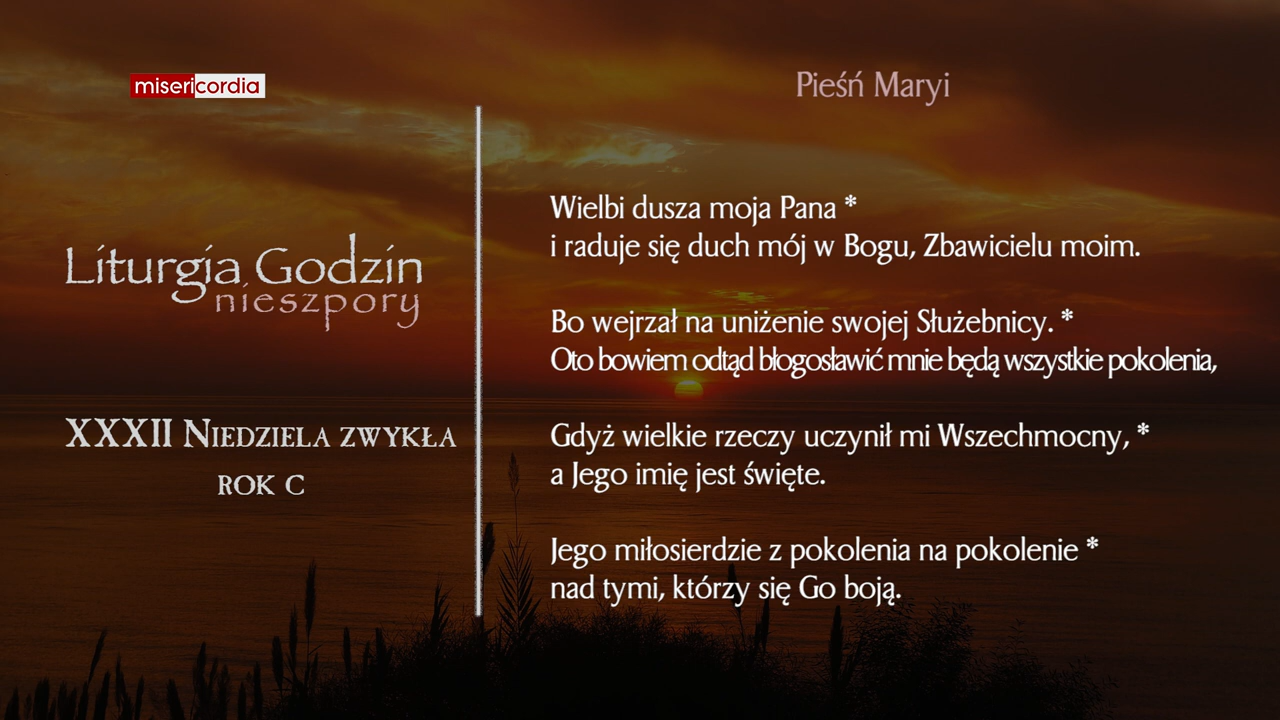 misericordia
Pieśń Maryi
Liturgia Godzin
nieszpory
XXXII Niedziela zwykła
rok C
Wielbi dusza moja Pana *
i raduje się duch mój w Bogu, Zbawicielu moim.
Bo wejrzał na uniżenie swojej Służebnicy. *
Oto bowiem odtąd błogosławić mnie będą wszystkie pokolenia,
Gdyż wielkie rzeczy uczynił mi Wszechmocny, *
a Jego imię jest święte.
Jego miłosierdzie z pokolenia na pokolenie *
nad tymi, którzy się Go boją.